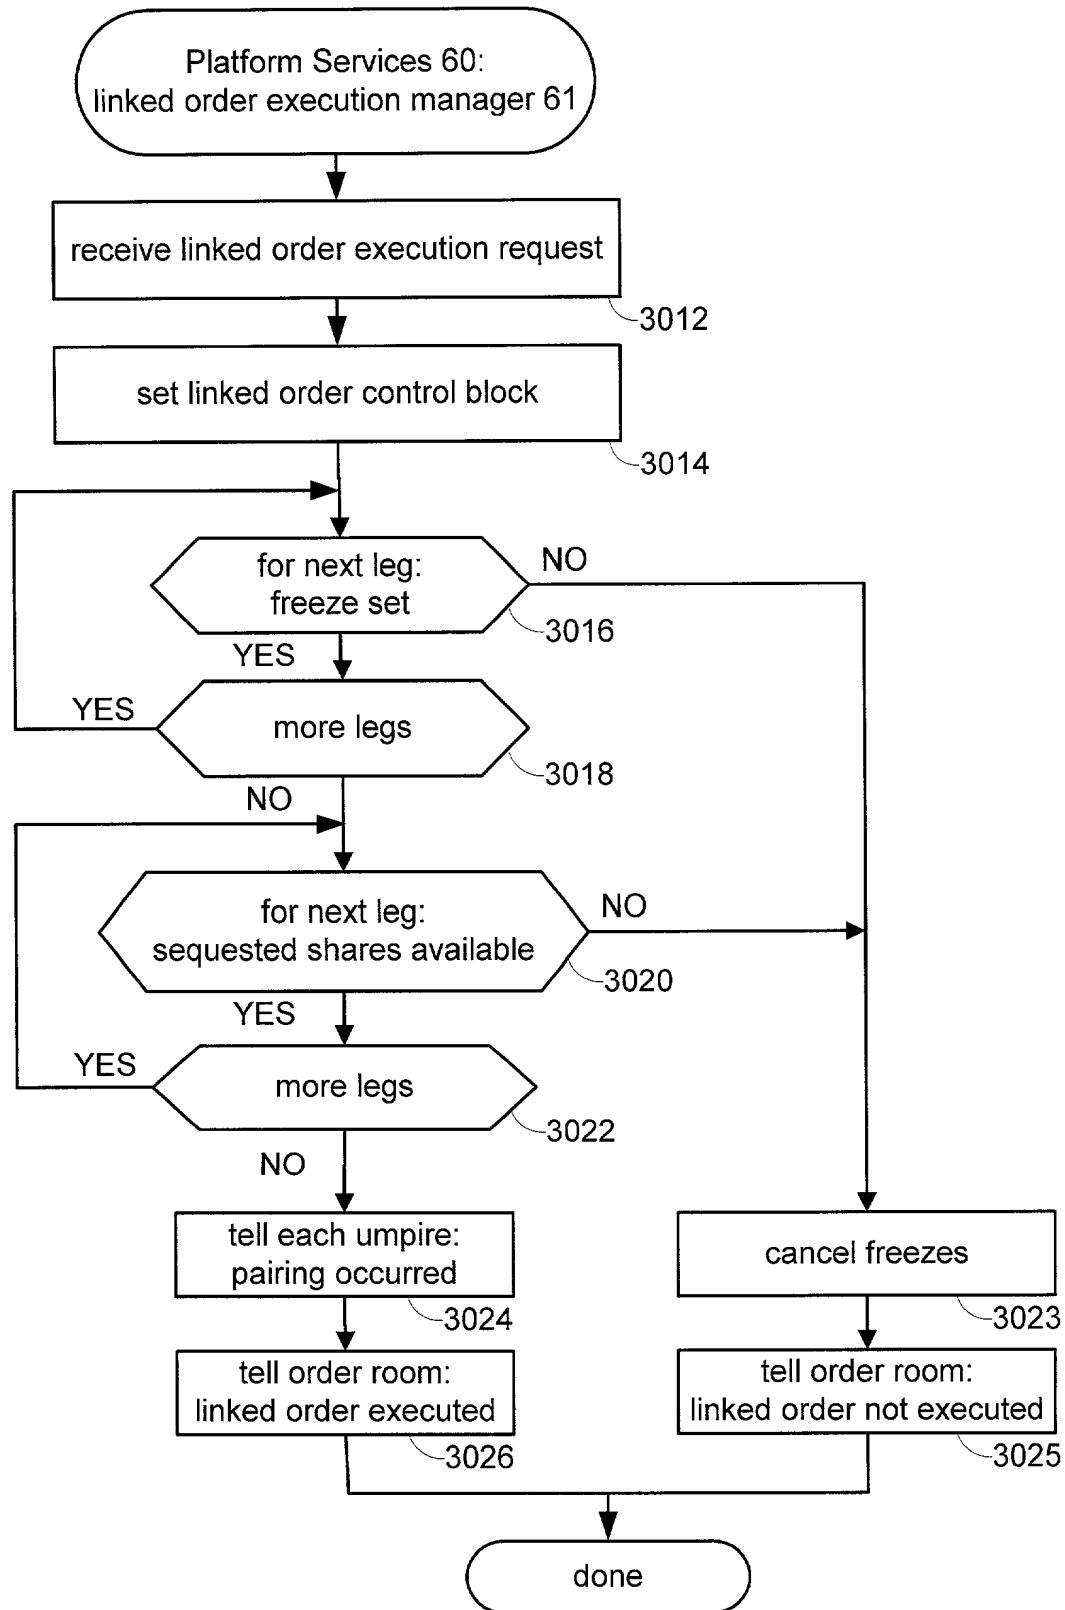 Platform Services 60:
linked order execution manager 61
receive linked order execution request
3012
set linked order control block
3014
for next leg:
freeze set
NO
3016
YES
more legs
YES
3018
NO
for next leg:
sequested shares available
NO
3020
YES
more legs
YES
3022
NO
tell each umpire:
pairing occurred
3024
cancel freezes
3023
tell order room:
linked order executed
3026
tell order room:
linked order not executed
3025
done